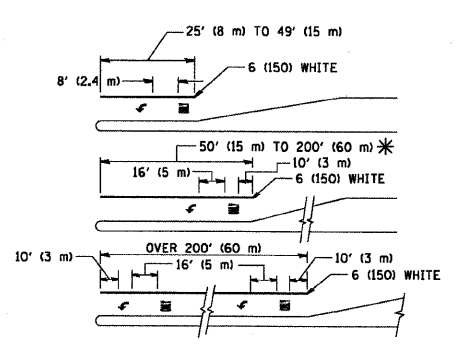 25' (8 m) TO 49' (15 m)
6 (150) WHITE
8' (2.4 m)
50' (15 m) TO 200' (60 m) *
16' (5 m)
10' (3 m)
6 (150) WHITE
OVER 200' (60 m)
10' (3 m)
16' (5 m)
10' (3 m)
6 (150) WHITE